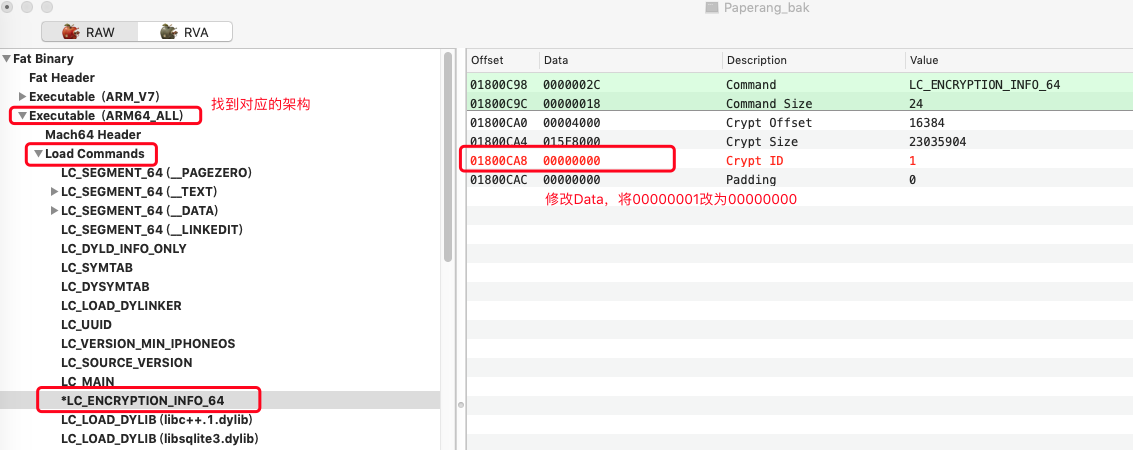 Paperang_bak
RAW RVA
Fat Binary
Fat Header
Executable (ARM_V7)
Executable (ARM64_ALL)
找到对应的架构
Mach64 Header
Load Commands
LC_SEGMENT_64 (__PAGEZERO)
LC_SEGMENT_64 (__TEXT)
LC_SEGMENT_64 (__DATA)
LC_SEGMENT_64 (__LINKEDIT)
LC_DYLD_INFO_ONLY
LC_SYMTAB
LC_DYSYMTAB
LC_LOAD_DYLINKER
LC_UUID
LC_VERSION_MIN_IPHONEOS
LC_SOURCE_VERSION
LC_MAIN
*LC_ENCRYPTION_INFO_64
LC_LOAD_DYLIB (libc++.1.dylib)
LC_LOAD_DYLIB (libsqlite3.dylib)
Offset Data Description Value
01800C98 0000002C Command LC_ENCRYPTION_INFO_64
01800C9C 00000018 Command Size 24
01800CA0 00004000 Crypt Offset 16384
01800CA4 015F8000 Crypt Size 23035904
01800CA8 00000000 Crypt ID 1
01800CAC 00000000 Padding 0
修改Data，将00000001改为00000000